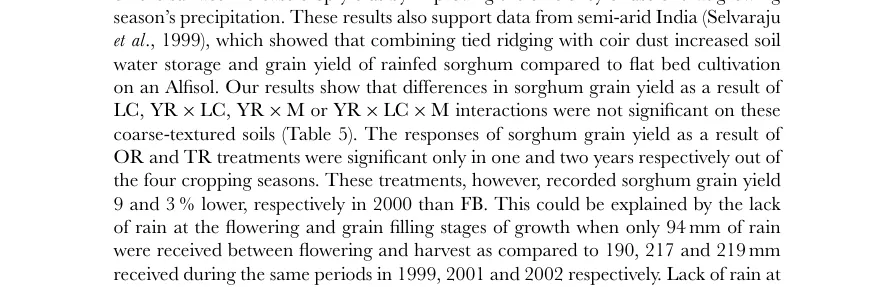 season's precipitation. These results also support data from semi-arid India (Selvaraju
et al., 1999), which showed that combining tied ridging with coir dust increased soil
water storage and grain yield of rainfed sorghum compared to flat bed cultivation
on an Alfisol. Our results show that differences in sorghum grain yield as a result of
LC, YR × LC, YR × M or YR × LC × M interactions were not significant on these
coarse-textured soils (Table 5). The responses of sorghum grain yield as a result of
OR and TR treatments were significant only in one and two years respectively out of
the four cropping seasons. These treatments, however, recorded sorghum grain yield
9 and 3 % lower, respectively in 2000 than FB. This could be explained by the lack
of rain at the flowering and grain filling stages of growth when only 94 mm of rain
were received between flowering and harvest as compared to 190, 217 and 219 mm
received during the same periods in 1999, 2001 and 2002 respectively. Lack of rain at